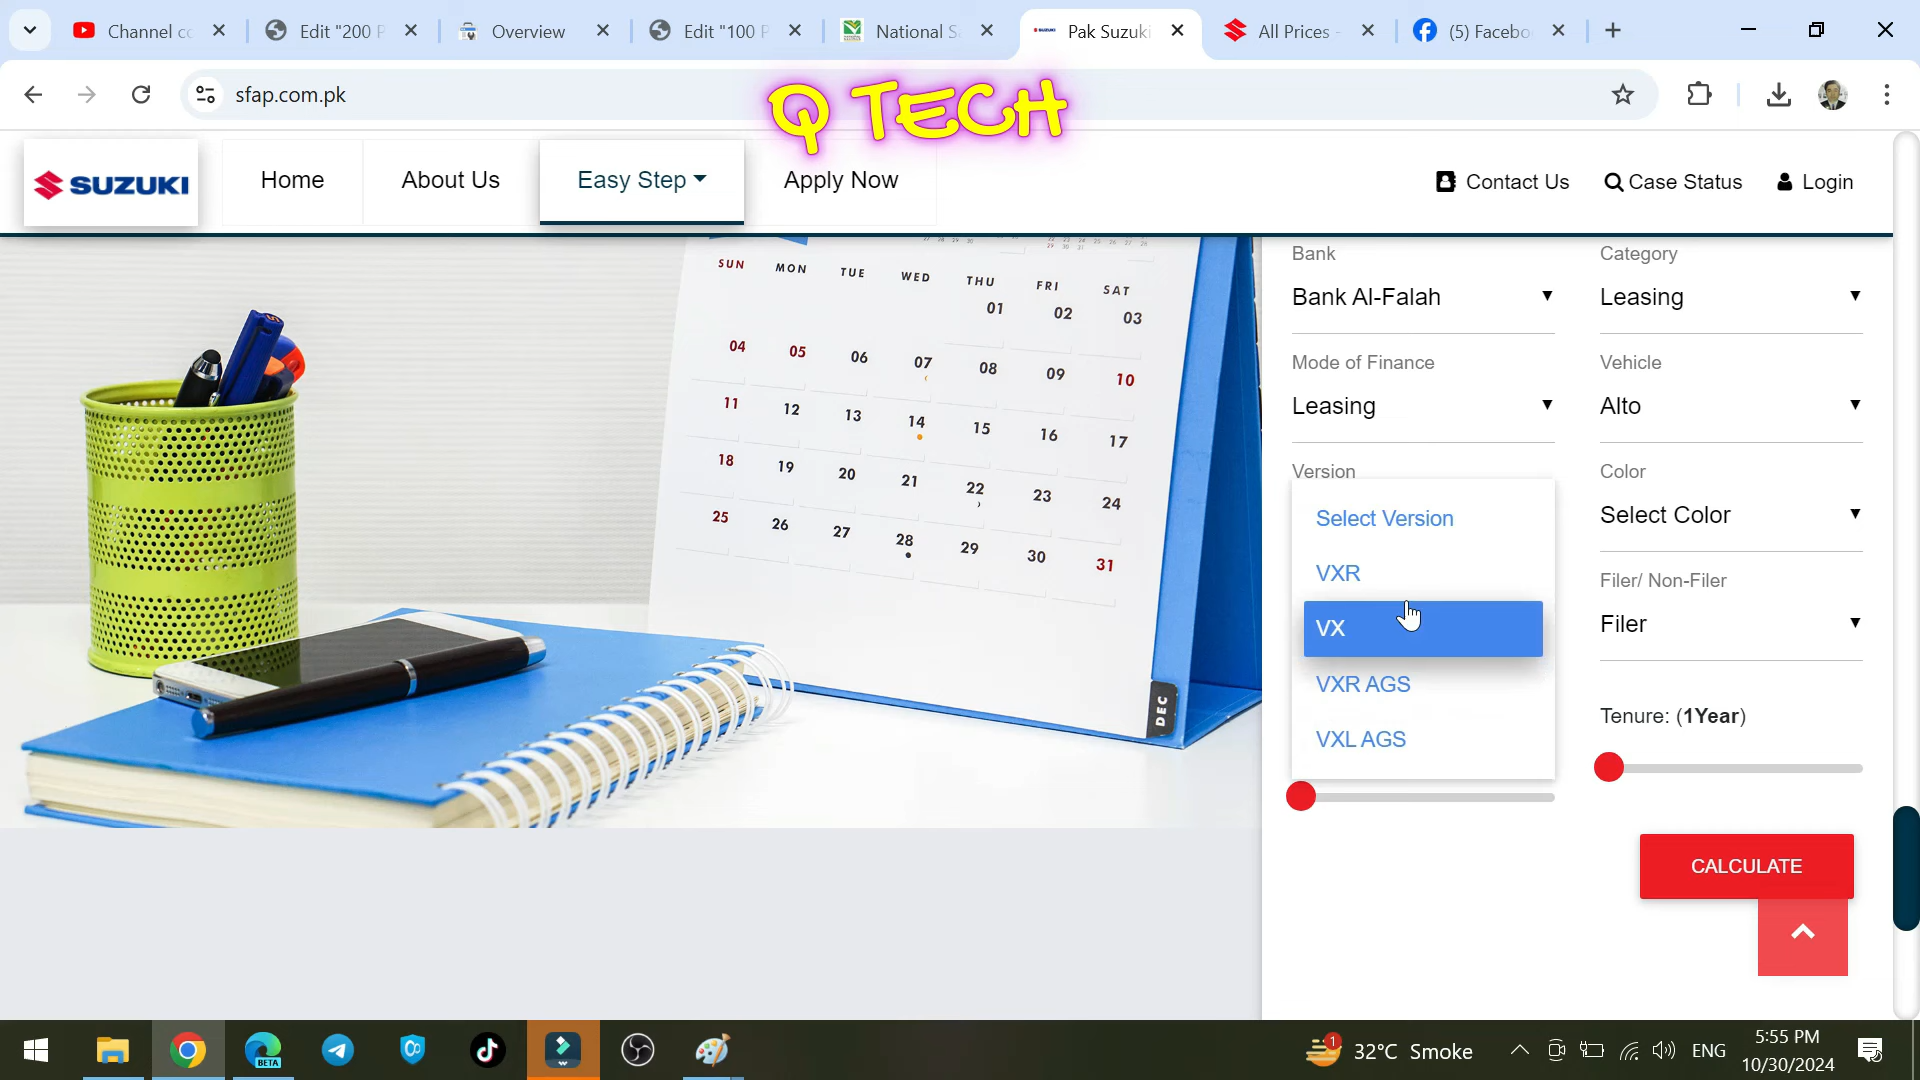 Channel co
Edit "200 P
Overview
Edit "100 P
National S
Pak Suzuki
All Prices -
(5) Facebo
sfap.com.pk
Q TECH
SUZUKI
Home
About Us
Easy Step
Apply Now
Contact Us
Case Status
Login
SUN MON TUE WED THU FRI SAT
01 02 03
04 05 06 07 08 09 10
11 12 13 14 15 16 17
18 19 20 21 22 23 24
25 26 27 28 29 30 31
DEC
Bank
Bank Al-Falah
Category
Leasing
Mode of Finance
Leasing
Vehicle
Alto
Version
Select Version
VXR
VX
VXR AGS
VXL AGS
Color
Select Color
Filer/ Non-Filer
Filer
Tenure: (1Year)
CALCULATE
BETA
1
32°C Smoke
ENG
5:55 PM
10/30/2024